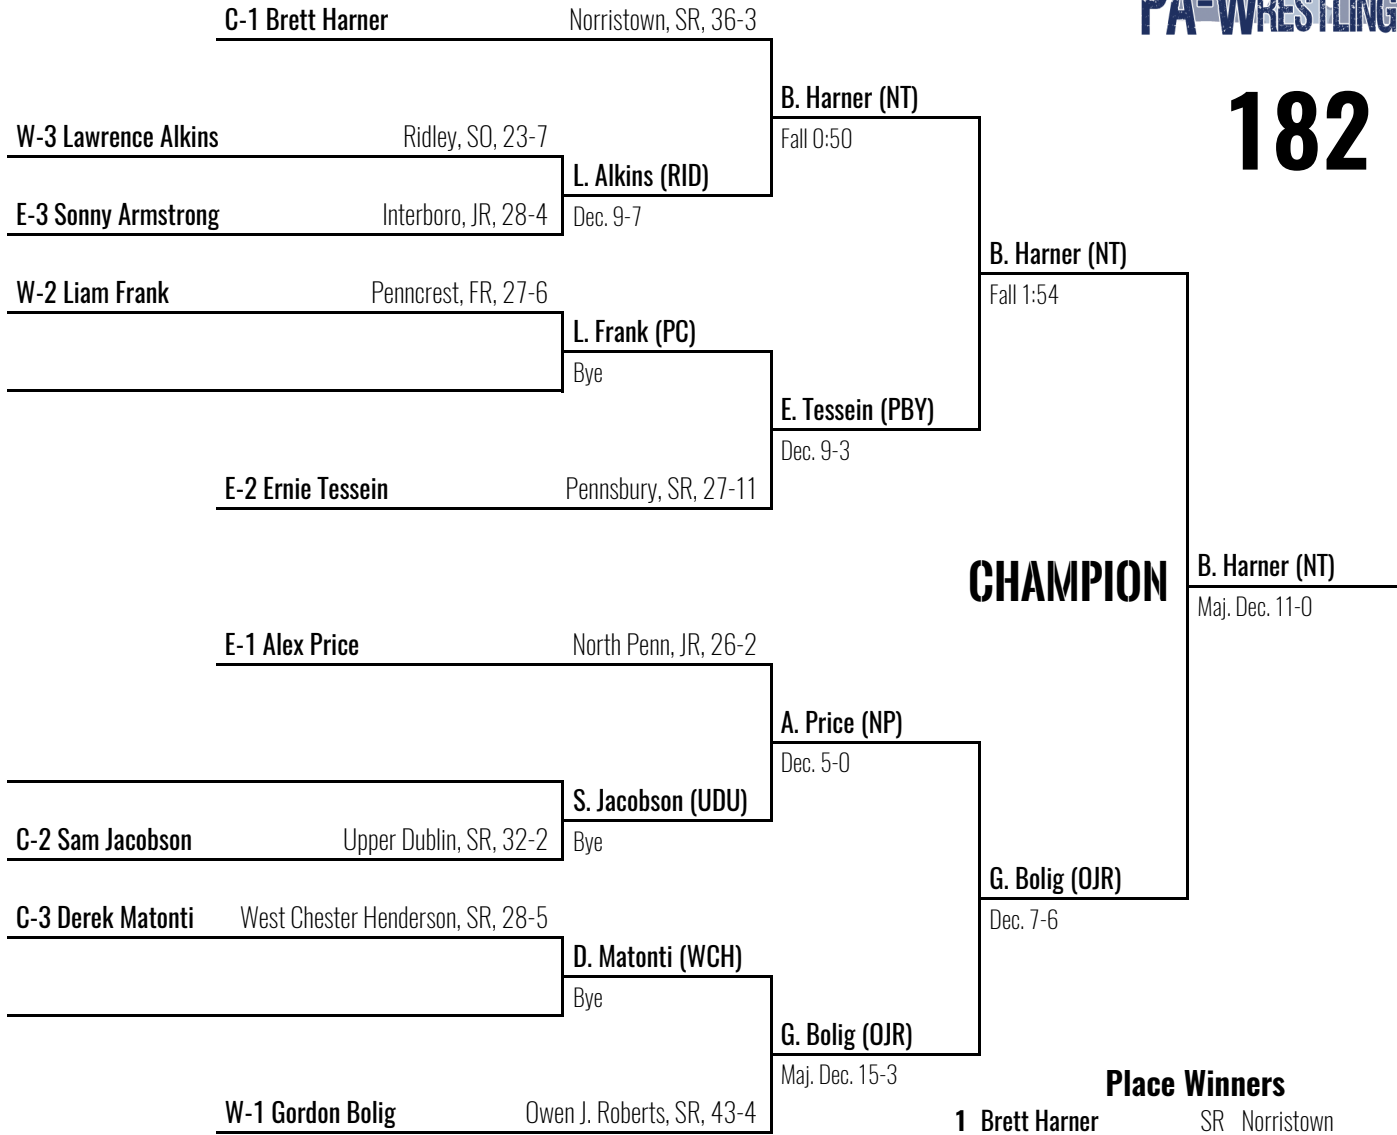 C-1 Brett Harner Norristown, SR, 36-3
PA-WRESTLING
182
B. Harner (NT)
Fall 0:50
W-3 Lawrence Alkins Ridley, SO, 23-7
L. Alkins (RID)
Dec. 9-7
E-3 Sonny Armstrong Interboro, JR, 28-4
B. Harner (NT)
Fall 1:54
W-2 Liam Frank Penncrest, FR, 27-6
L. Frank (PC)
Bye
E. Tessein (PBY)
Dec. 9-3
E-2 Ernie Tessein Pennsbury, SR, 27-11
CHAMPION
B. Harner (NT)
Maj. Dec. 11-0
E-1 Alex Price North Penn, JR, 26-2
A. Price (NP)
Dec. 5-0
S. Jacobson (UDU)
Bye
C-2 Sam Jacobson Upper Dublin, SR, 32-2
G. Bolig (OJR)
Dec. 7-6
C-3 Derek Matonti West Chester Henderson, SR, 28-5
D. Matonti (WCH)
Bye
G. Bolig (OJR)
Maj. Dec. 15-3
W-1 Gordon Bolig Owen J. Roberts, SR, 43-4
Place Winners
1 Brett Harner SR Norristown